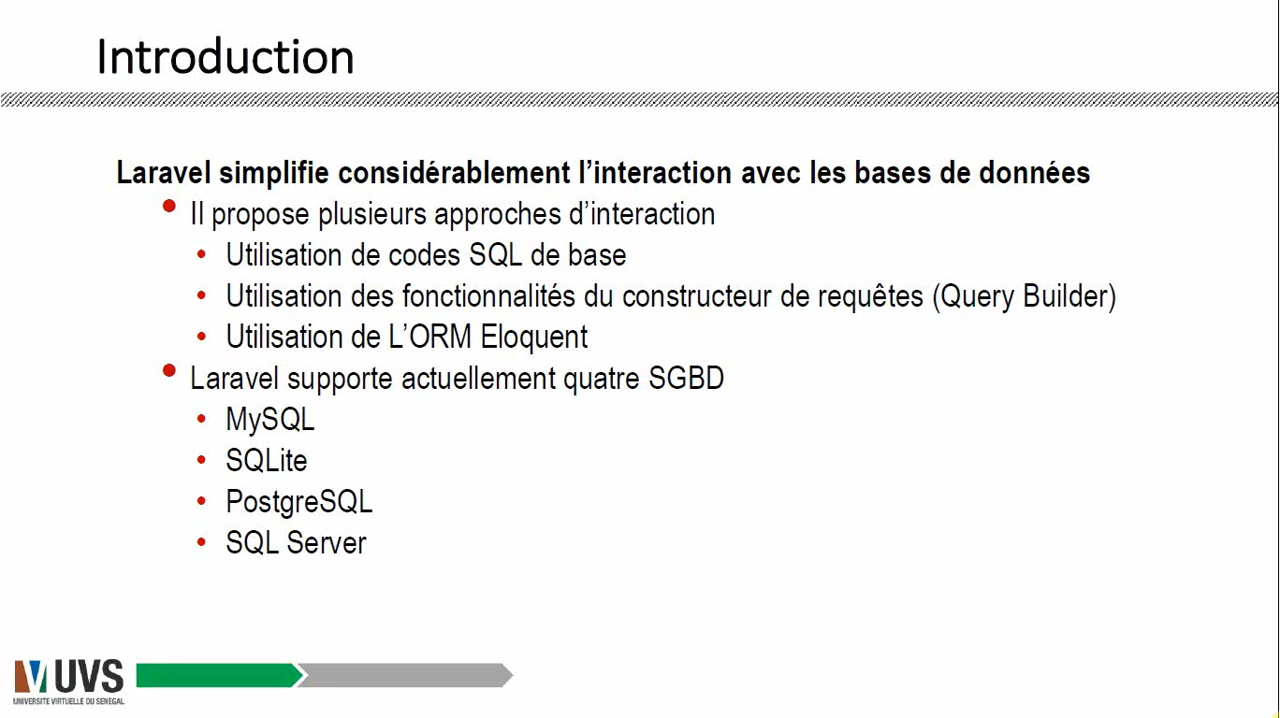 Introduction
Laravel simplifie considérablement l’interaction avec les bases de données
• Il propose plusieurs approches d’interaction
• Utilisation de codes SQL de base
• Utilisation des fonctionnalités du constructeur de requêtes (Query Builder)
• Utilisation de L’ORM Eloquent
• Laravel supporte actuellement quatre SGBD
• MySQL
• SQLite
• PostgreSQL
• SQL Server
UVS
UNIVERSITE VIRTUELLE DU SENEGAL